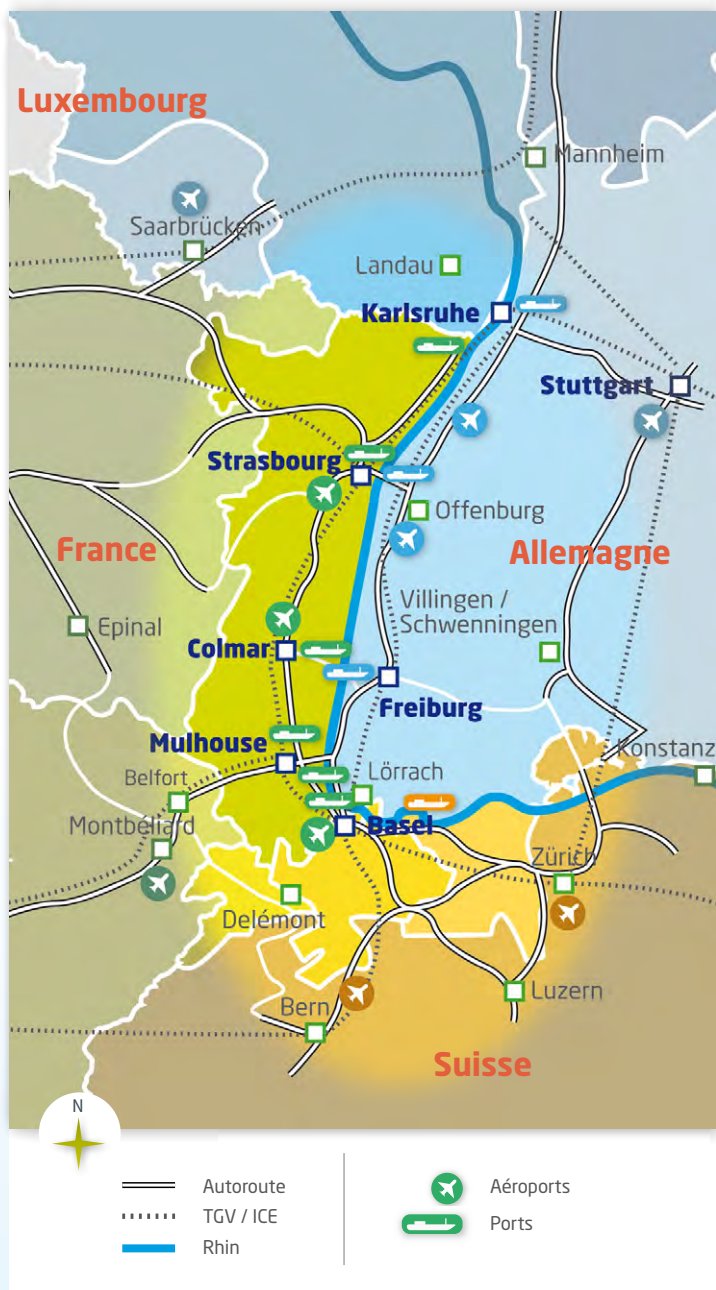 Luxembourg
Mannheim
Saarbrücken
Landau
Karlsruhe
Stuttgart
Strasbourg
Offenburg
France
Allemagne
Villingen /
Schwenningen
Epinal
Colmar
Freiburg
Mulhouse
Konstanz
Belfort
Lörrach
Montbéliard
Basel
Zürich
Delémont
Luzern
Bern
Suisse
N
Autoroute
TGV / ICE
Rhin
Aéroports
Ports